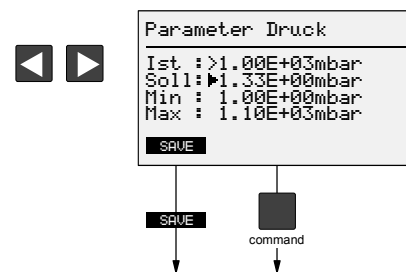 Parameter Druck
Ist :>1.00E+03mbar
Soll:▶1.33E+00mbar
Min : 1.00E+00mbar
Max : 1.10E+03mbar
SAVE
SAVE
command